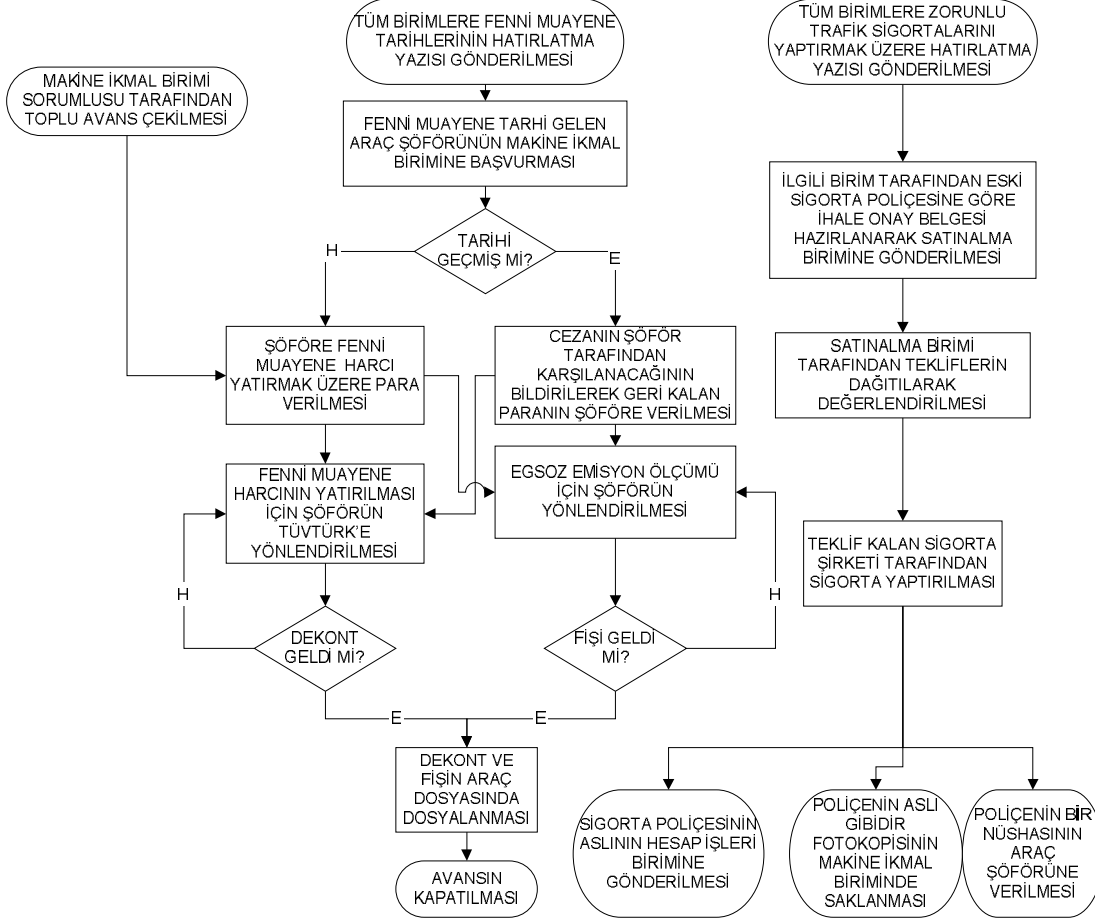 TÜM BİRİMLERE FENNİ MUAYENE
TARİHLERİNİN HATIRLATMA
YAZISI GÖNDERİLMESİ
TÜM BİRİMLERE ZORUNLU
TRAFİK SİGORTALARINI
YAPTIRMAK ÜZERE HATIRLATMA
YAZISI GÖNDERİLMESİ
MAKİNE İKMAL BİRİMİ
SORUMLUSU TARAFINDAN
TOPLU AVANS ÇEKİLMESİ
FENNİ MUAYENE TARHİ GELEN
ARAÇ ŞÖFÖRÜNÜN MAKİNE İKMAL
BİRİMİNE BAŞVURMASI
İLGİLİ BİRİM TARAFINDAN ESKİ
SİGORTA POLİÇESİNE GÖRE
İHALE ONAY BELGESİ
HAZIRLANARAK SATINALMA
BİRİMİNE GÖNDERİLMESİ
TARİHİ
GEÇMİŞ Mİ?
H
E
ŞÖFÖRE FENNİ
MUAYENE HARCI
YATIRMAK ÜZERE PARA
VERİLMESİ
CEZANIN ŞÖFÖR
TARAFINDAN
KARŞILANACAĞININ
BİLDİRİLEREK GERİ KALAN
PARANIN ŞÖFÖRE VERİLMESİ
SATINALMA BİRİMİ
TARAFINDAN TEKLİFLERİN
DAĞITILARAK
DEĞERLENDİRİLMESİ
FENNİ MUAYENE
HARCININ YATIRILMASI
İÇİN ŞÖFÖRÜN
TÜVTÜRK'E
YÖNLENDİRİLMESİ
EGSOZ EMİSYON ÖLÇÜMÜ
İÇİN ŞÖFÖRÜN
YÖNLENDİRİLMESİ
TEKLİF KALAN SİGORTA
ŞİRKETİ TARAFINDAN
SİGORTA YAPTIRILMASI
H
H
DEKONT
GELDİ Mİ?
FİŞİ GELDİ
Mİ?
E
E
DEKONT VE
FİŞİN ARAÇ
DOSYASINDA
DOSYALANMASI
AVANSIN
KAPATILMASI
SİGORTA POLİÇESİNİN
ASLININ HESAP İŞLERİ
BİRİMİNE
GÖNDERİLMESİ
POLİÇENİN ASLI
GİBİDİR
FOTOKOPİSİNİN
MAKİNE İKMAL
BİRİMİNDE
SAKLANMASI
POLİÇENİN BİR
NÜSHASININ
ARAÇ
ŞÖFÖRÜNE
VERİLMESİ